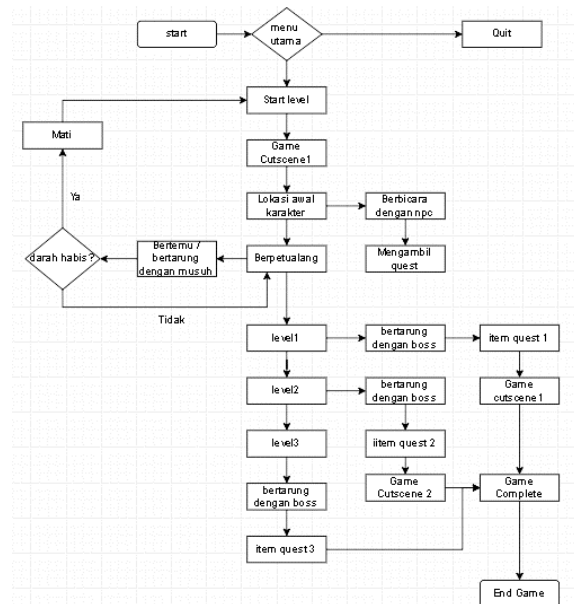 start
menu
utama
Quit
Start level
Mati
Game
Cutscene1
Ya
Lokasi awal
karakter
Berbicara
dengan npc
darah habis ?
Bertemu /
bertarung
dengan musuh
Berpetualang
Mengambil
quest
Tidak
level1
bertarung
dengan boss
item quest 1
level2
bertarung
dengan boss
Game
cutscene1
level3
iitem quest 2
bertarung
dengan boss
Game
Cutscene 2
Game
Complete
item quest 3
End Game